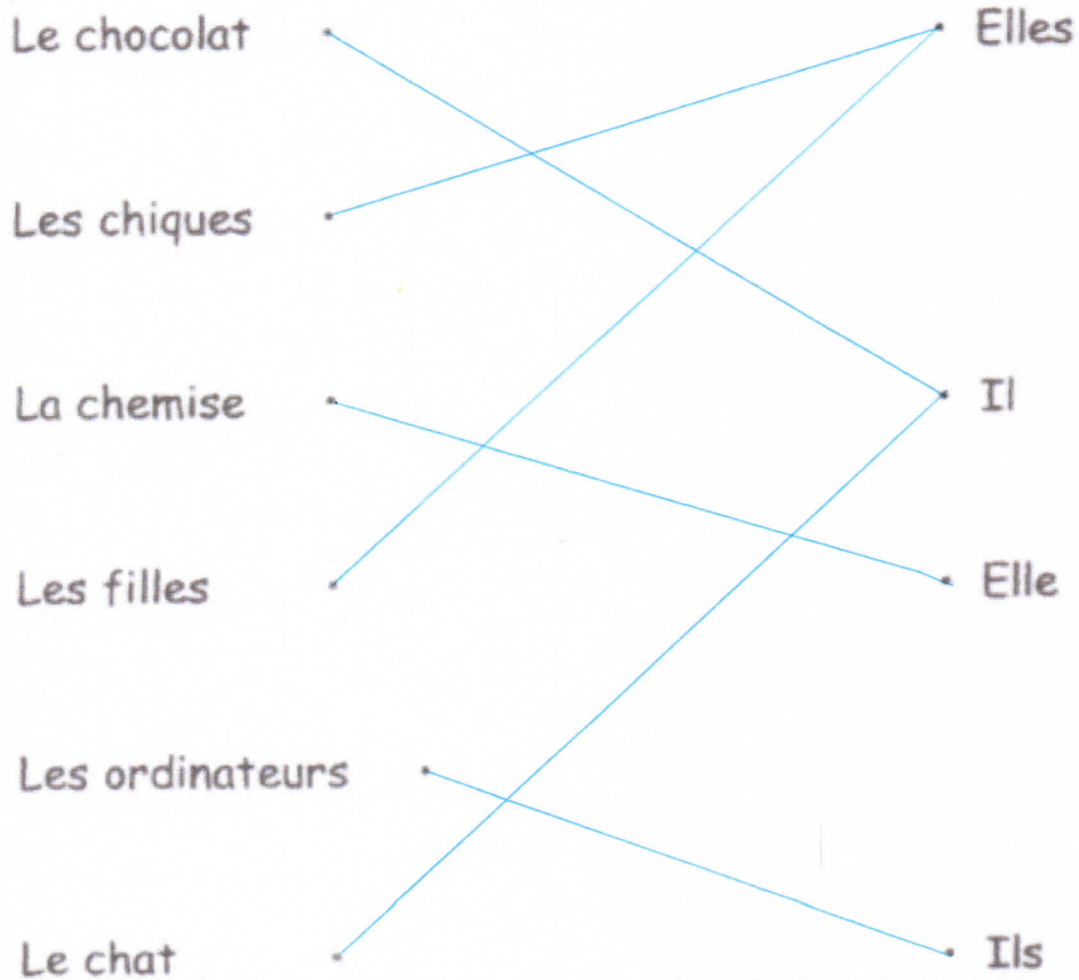 Le chocolat
Elles
Les chiques
La chemise
Il
Les filles
Elle
Les ordinateurs
Le chat
Ils